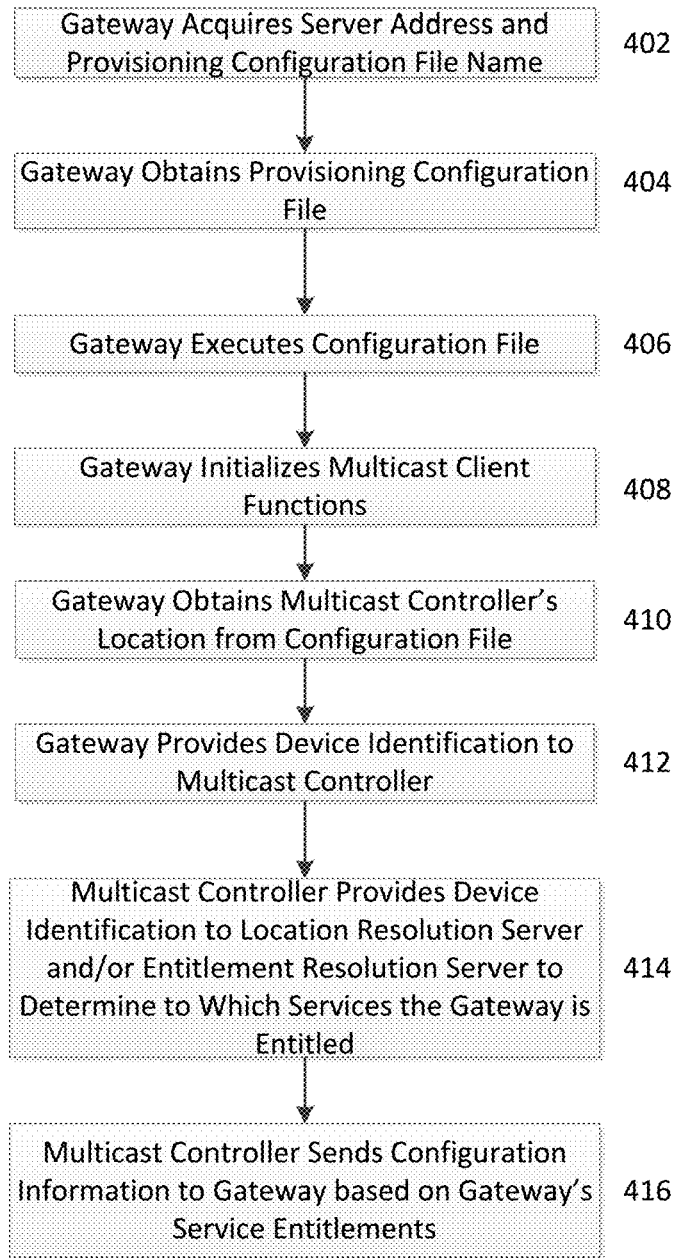 Gateway Acquires Server Address and
Provisioning Configuration File Name
402
Gateway Obtains Provisioning Configuration
File
404
Gateway Executes Configuration File
406
Gateway Initializes Multicast Client
Functions
408
Gateway Obtains Multicast Controller's
Location from Configuration File
410
Gateway Provides Device Identification to
Multicast Controller
412
Multicast Controller Provides Device
Identification to Location Resolution Server
and/or Entitlement Resolution Server to
Determine to Which Services the Gateway is
Entitled
414
Multicast Controller Sends Configuration
Information to Gateway based on Gateway's
Service Entitlements
416